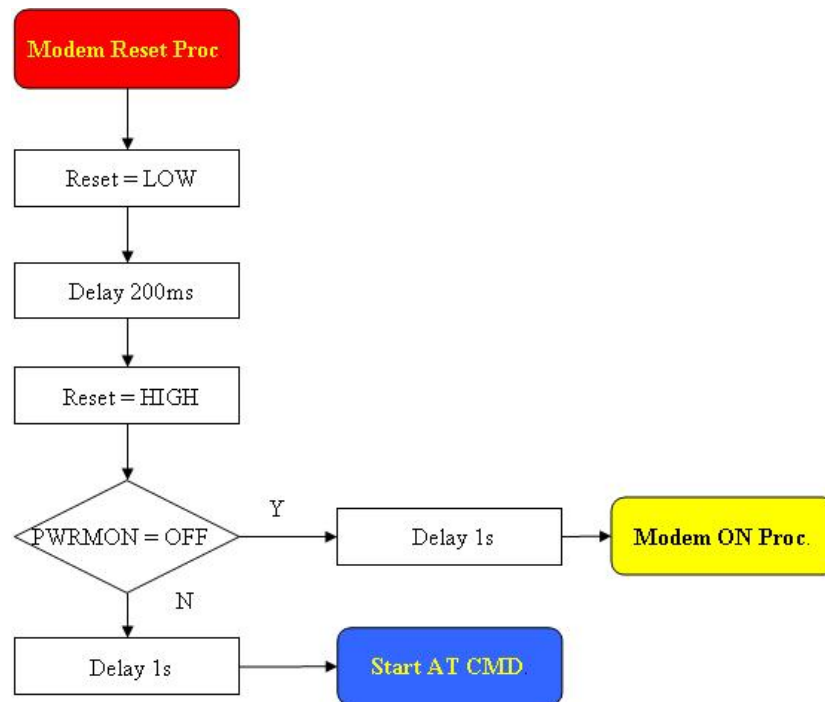 Modem Reset Proc
Reset = LOW
Delay 200ms
Reset = HIGH
PWRMON = OFF
Y
Delay 1s
Modem ON Proc.
N
Delay 1s
Start AT CMD.